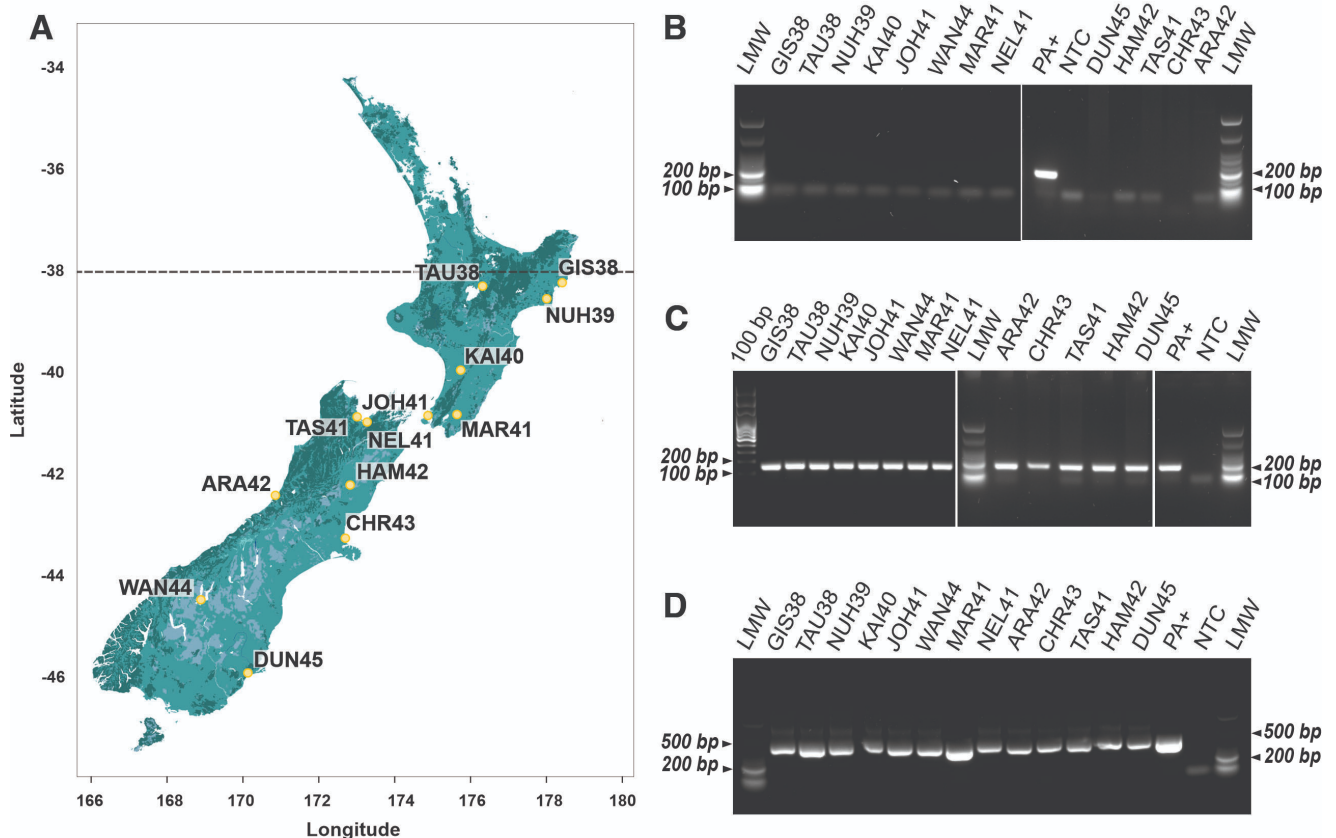 A
-34
-36
-38
-40
-42
-44
-46
Latitude
166 168 170 172 174 176 178 180
Longitude
TAU38
GIS38
NUH39
KAI40
JOH41
TAS41
NEL41
MAR41
HAM42
ARA42
CHR43
WAN44
DUN45
B
LMW GIS38 TAU38 NUH39 KAI40 JOH41 WAN44 MAR41 NEL41 PA+ NTC DUN45 HAM42 TAS41 CHR43 ARA42 LMW
200 bp
100 bp
200 bp
100 bp
C
100 bp GIS38 TAU38 NUH39 KAI40 JOH41 WAN44 MAR41 NEL41 LMW ARA42 CHR43 TAS41 HAM42 DUN45 PA+ NTC LMW
200 bp
100 bp
200 bp
100 bp
D
LMW GIS38 TAU38 NUH39 KAI40 JOH41 WAN44 MAR41 NEL41 ARA42 CHR43 TAS41 HAM42 DUN45 PA+ NTC LMW
500 bp
200 bp
500 bp
200 bp